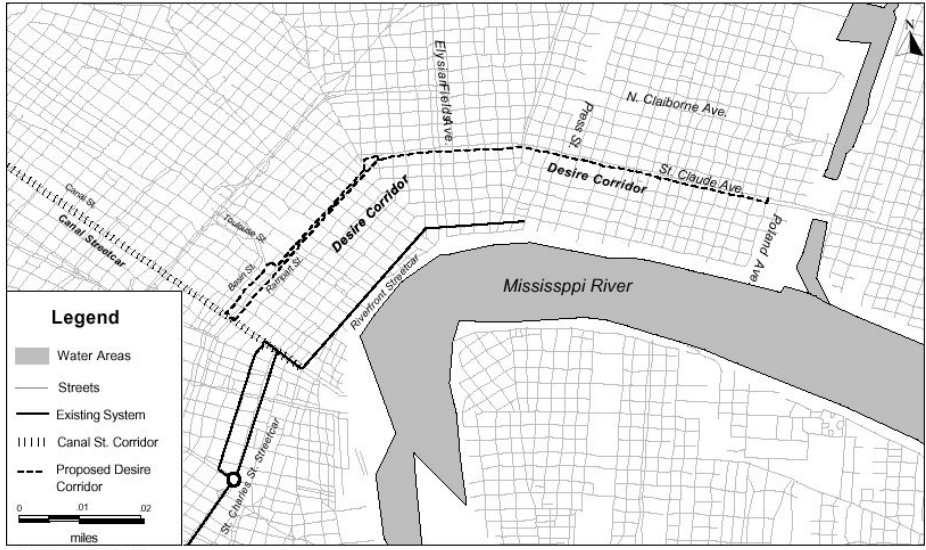 N
Elysian Fields Ave.
Press St.
N. Claiborne Ave.
St. Claude Ave.
Desire Corridor
Desire Corridor
Canal St.
Canal Streetcar
Toulouse St.
Basin St.
Rampart St.
Riverfront Streetcar
Poland Ave
Mississppi River
St. Charles St. Streetcar
Legend
Water Areas
Streets
Existing System
Canal St. Corridor
Proposed Desire
Corridor
0 .01 .02
miles